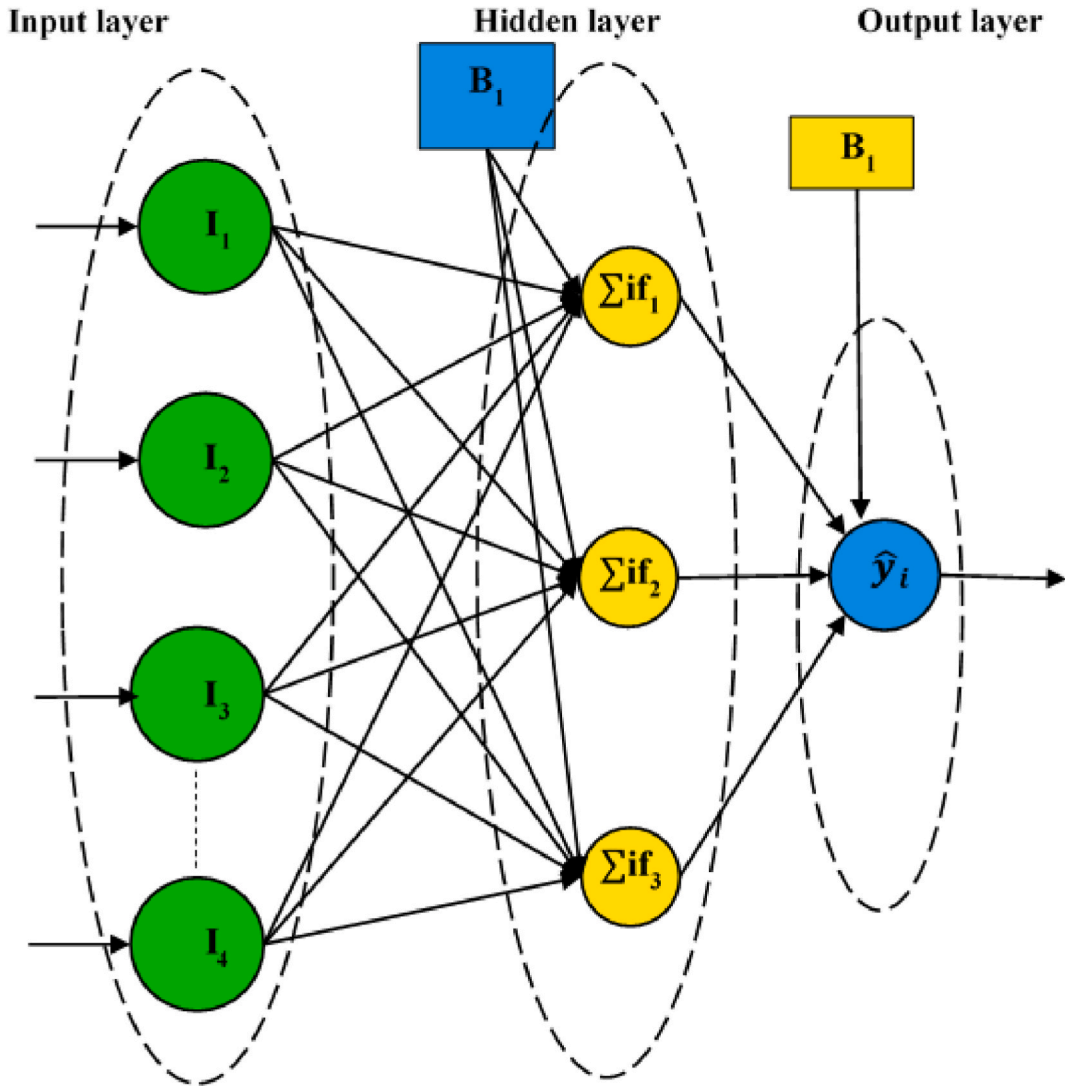 Input layer
Hidden layer
Output layer
B₁
B₁
I₁
∑if₁
I₂
∑if₂
ŷᵢ
I₃
∑if₃
I₄